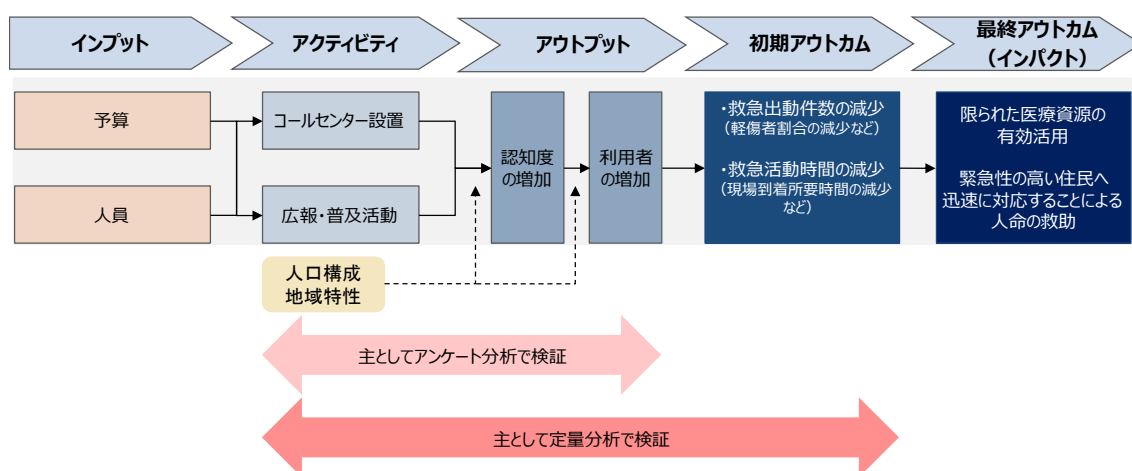 インプット
アクティビティ
アウトプット
初期アウトカム
最終アウトカム
（インパクト）
予算
人員
コールセンター設置
広報・普及活動
認知度
の増加
利用者
の増加
・救急出動件数の減少
（軽傷者割合の減少など）
・救急活動時間の減少
（現場到着所要時間の減少
など）
限られた医療資源の
有効活用
緊急性の高い住民へ
迅速に対応することによる
人命の救助
人口構成
地域特性
主としてアンケート分析で検証
主として定量分析で検証